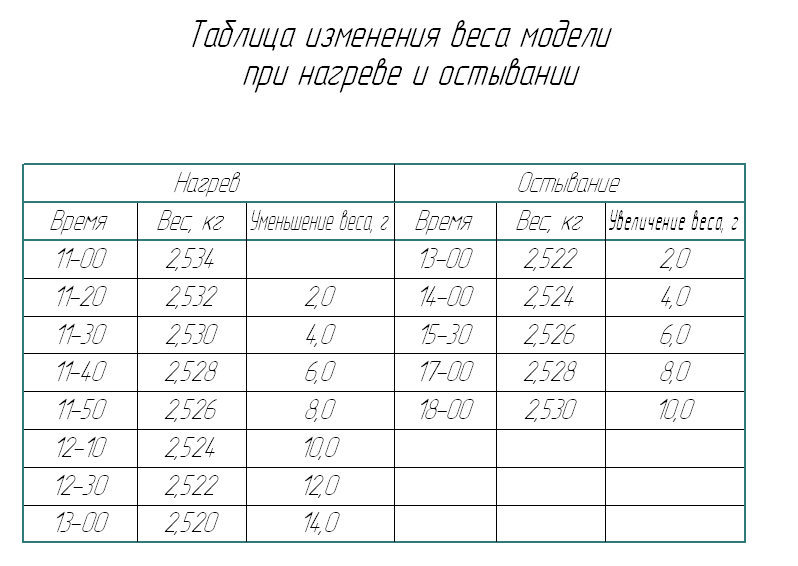 Таблица изменения веса модели
при нагреве и остывании
Нагрев Остывание
Время Вес, кг Уменьшение веса, г Время Вес, кг Увеличение веса, г
11-00 2,534 13-00 2,522 2,0
11-20 2,532 2,0 14-00 2,524 4,0
11-30 2,530 4,0 15-30 2,526 6,0
11-40 2,528 6,0 17-00 2,528 8,0
11-50 2,526 8,0 18-00 2,530 10,0
12-10 2,524 10,0
12-30 2,522 12,0
13-00 2,520 14,0